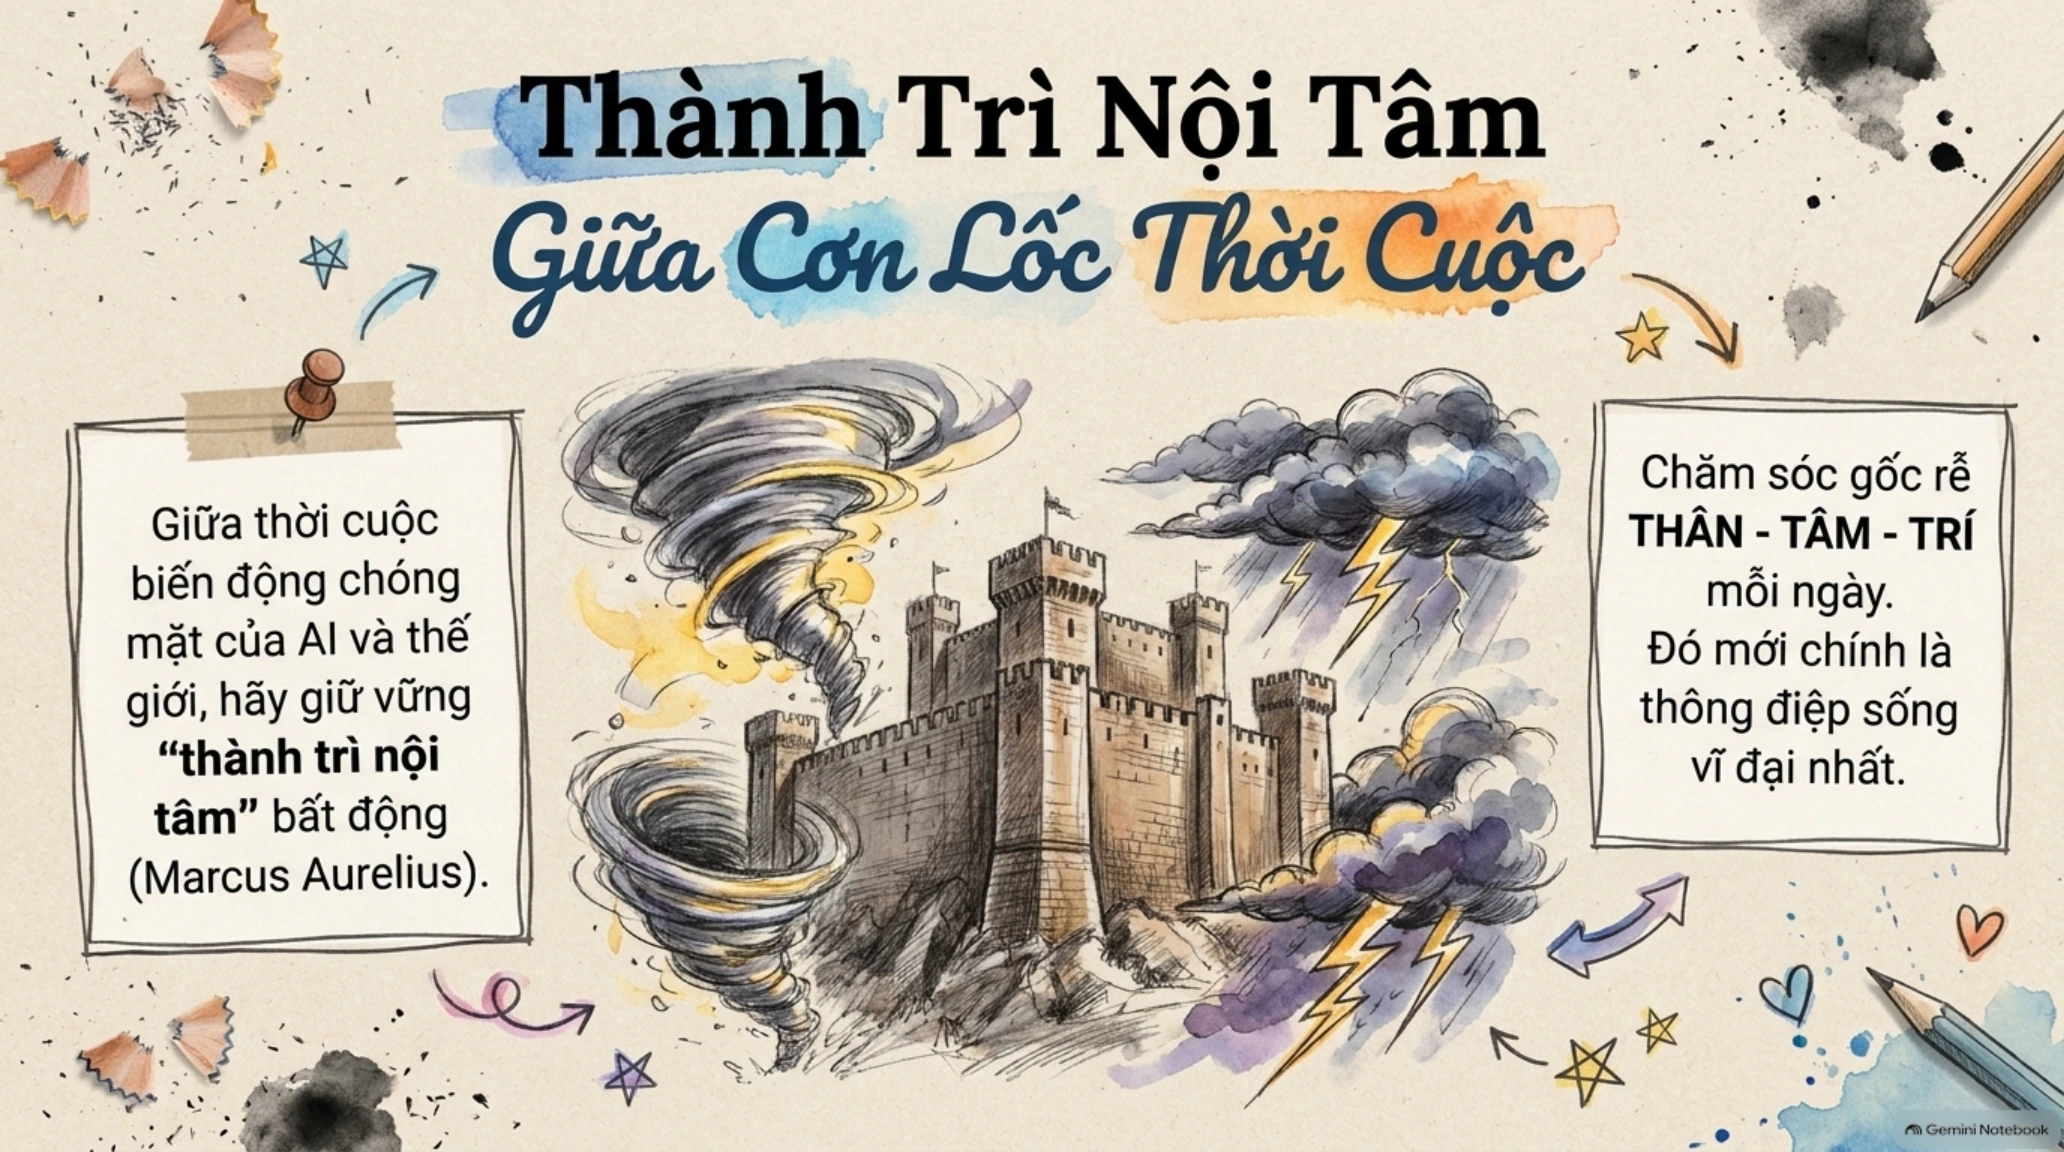 Thành Trì Nội Tâm
Giữa Cơn Lốc Thời Cuộc
Giữa thời cuộc
biến động chóng
mặt của AI và thế
giới, hãy giữ vững
“thành trì nội
tâm” bất động
(Marcus Aurelius).
Chăm sóc gốc rễ
THÂN - TÂM - TRÍ
mỗi ngày.
Đó mới chính là
thông điệp sống
vĩ đại nhất.
Gemini Notebook